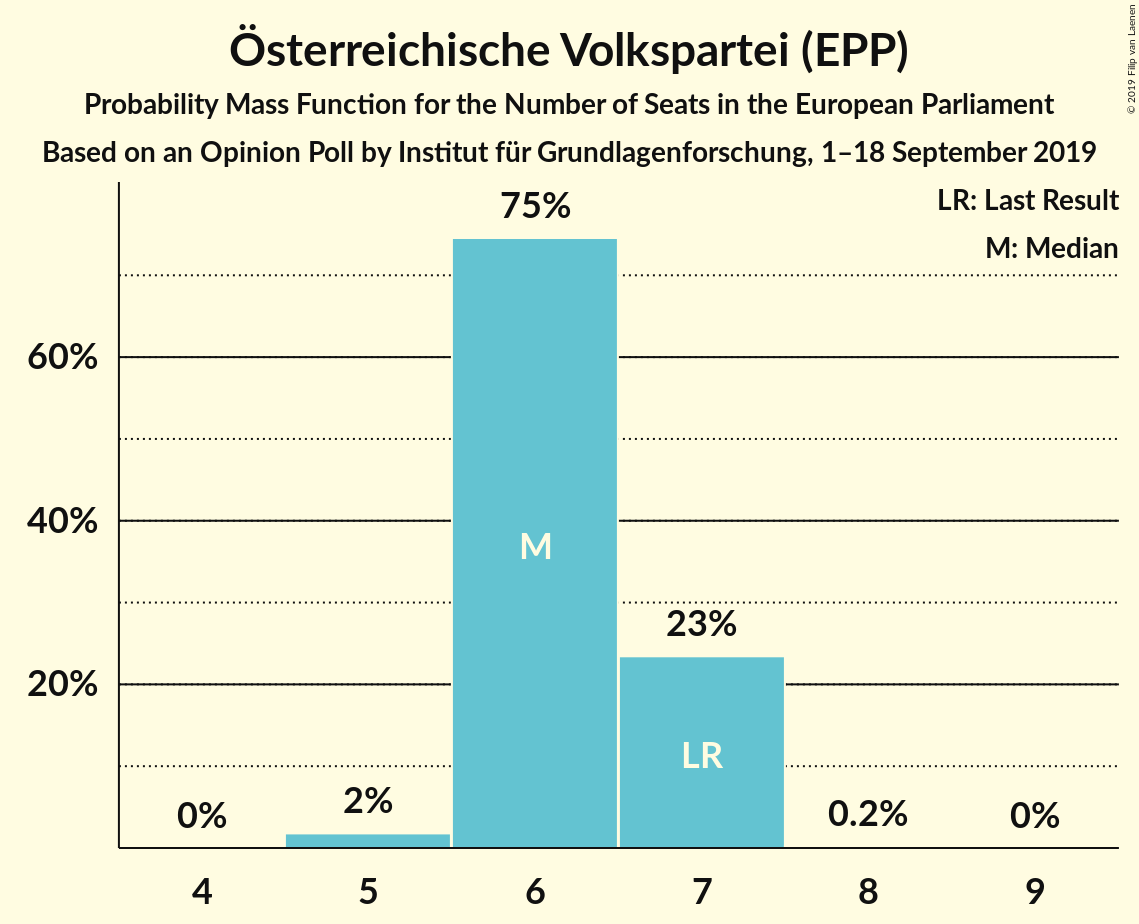 Österreichische Volkspartei (EPP)
Probability Mass Function for the Number of Seats in the European Parliament
Based on an Opinion Poll by Institut für Grundlagenforschung, 1–18 September 2019
© 2019 Filip van Laenen
LR: Last Result
M: Median
75%
60%
40%
20%
M
23%
LR
0%
2%
0.2%
0%
4 5 6 7 8 9